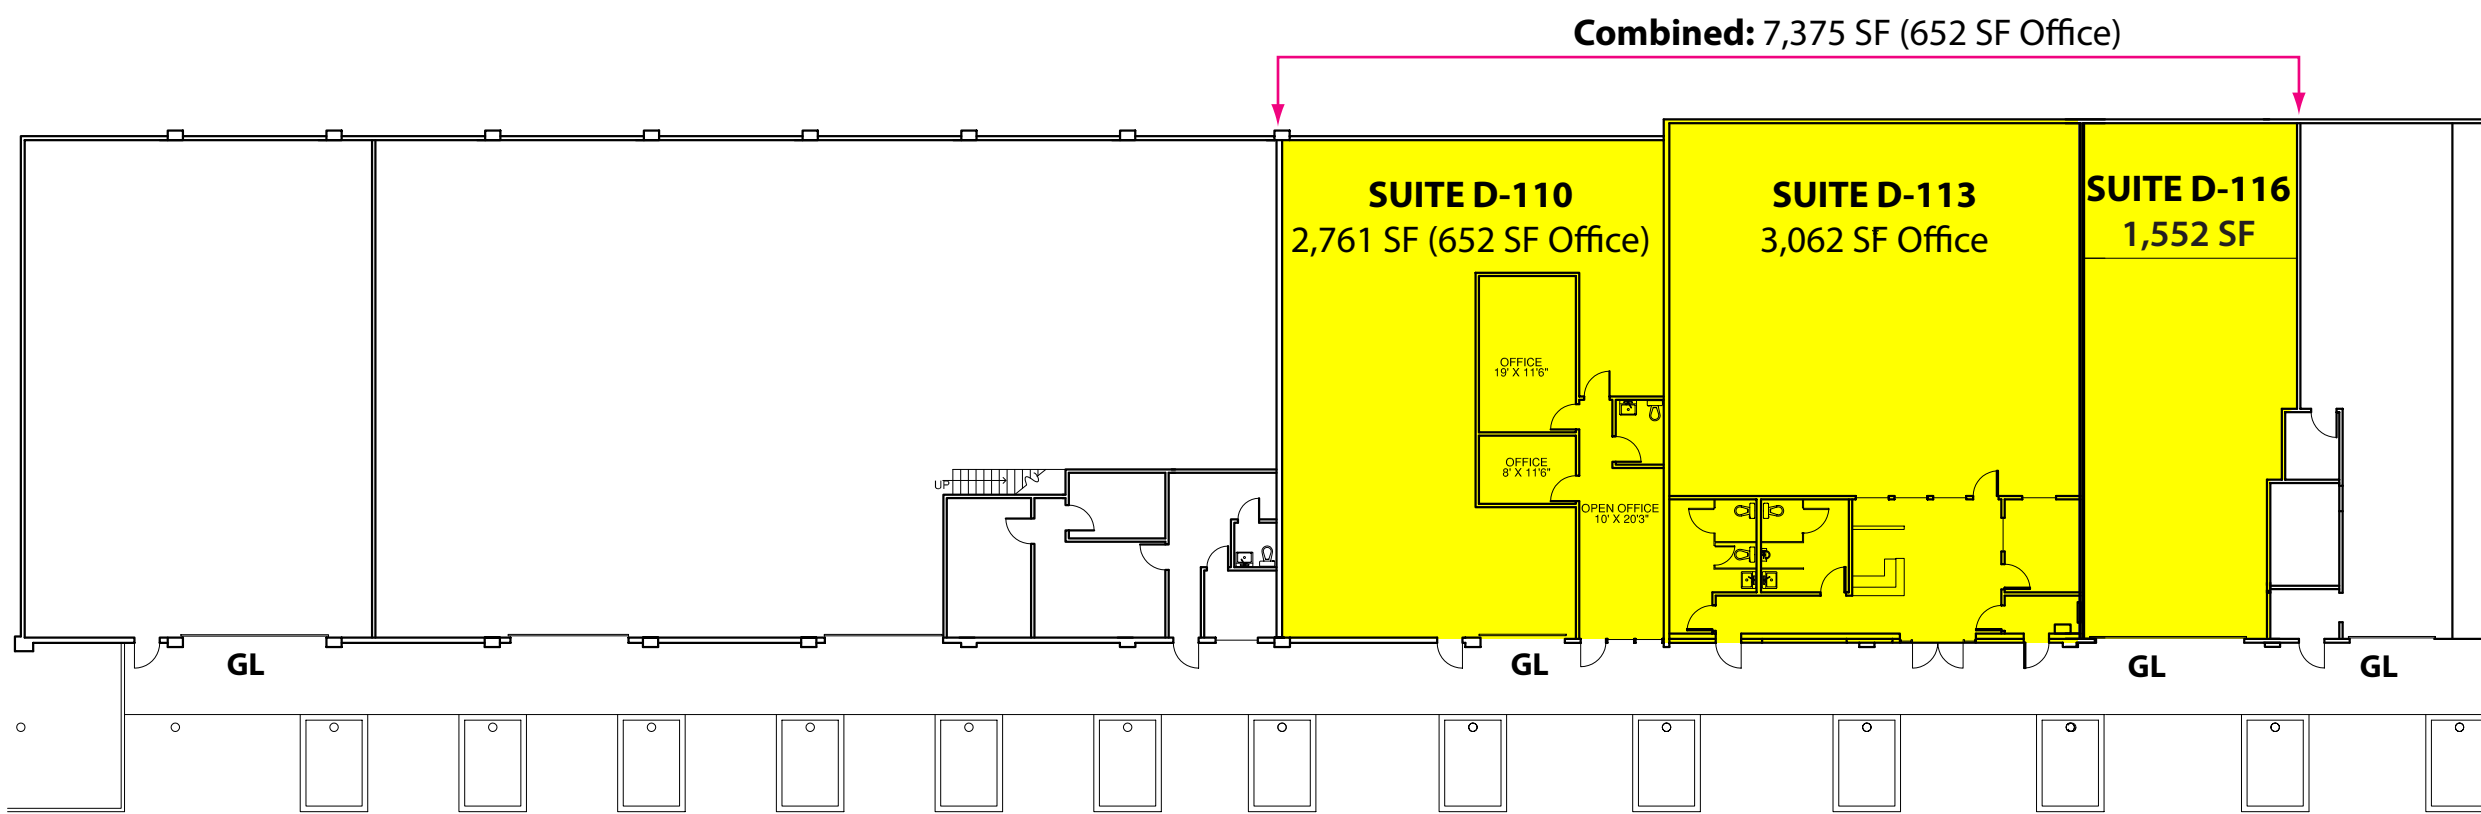 Combined: 7,375 SF (652 SF Office)
SUITE D-110
2,761 SF (652 SF Office)
SUITE D-113
3,062 SF Office
SUITE D-116
1,552 SF
OFFICE
19' X 11'6"
OFFICE
8' X 11'6"
UP
OPEN OFFICE
10' X 20'3"
GL
GL
GL
GL